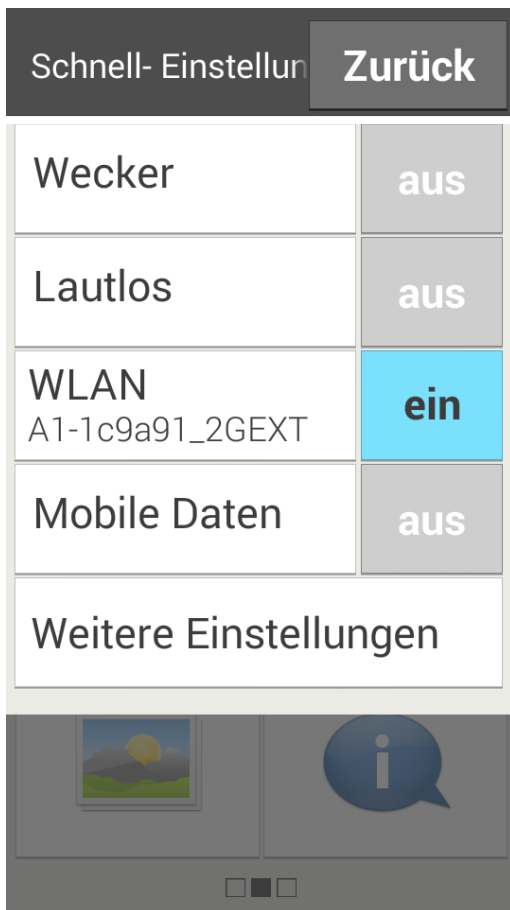 Schnell- Einstellun
Zurück
Wecker
aus
Lautlos
aus
WLAN
A1-1c9a91_2GEXT
ein
Mobile Daten
aus
Weitere Einstellungen
i